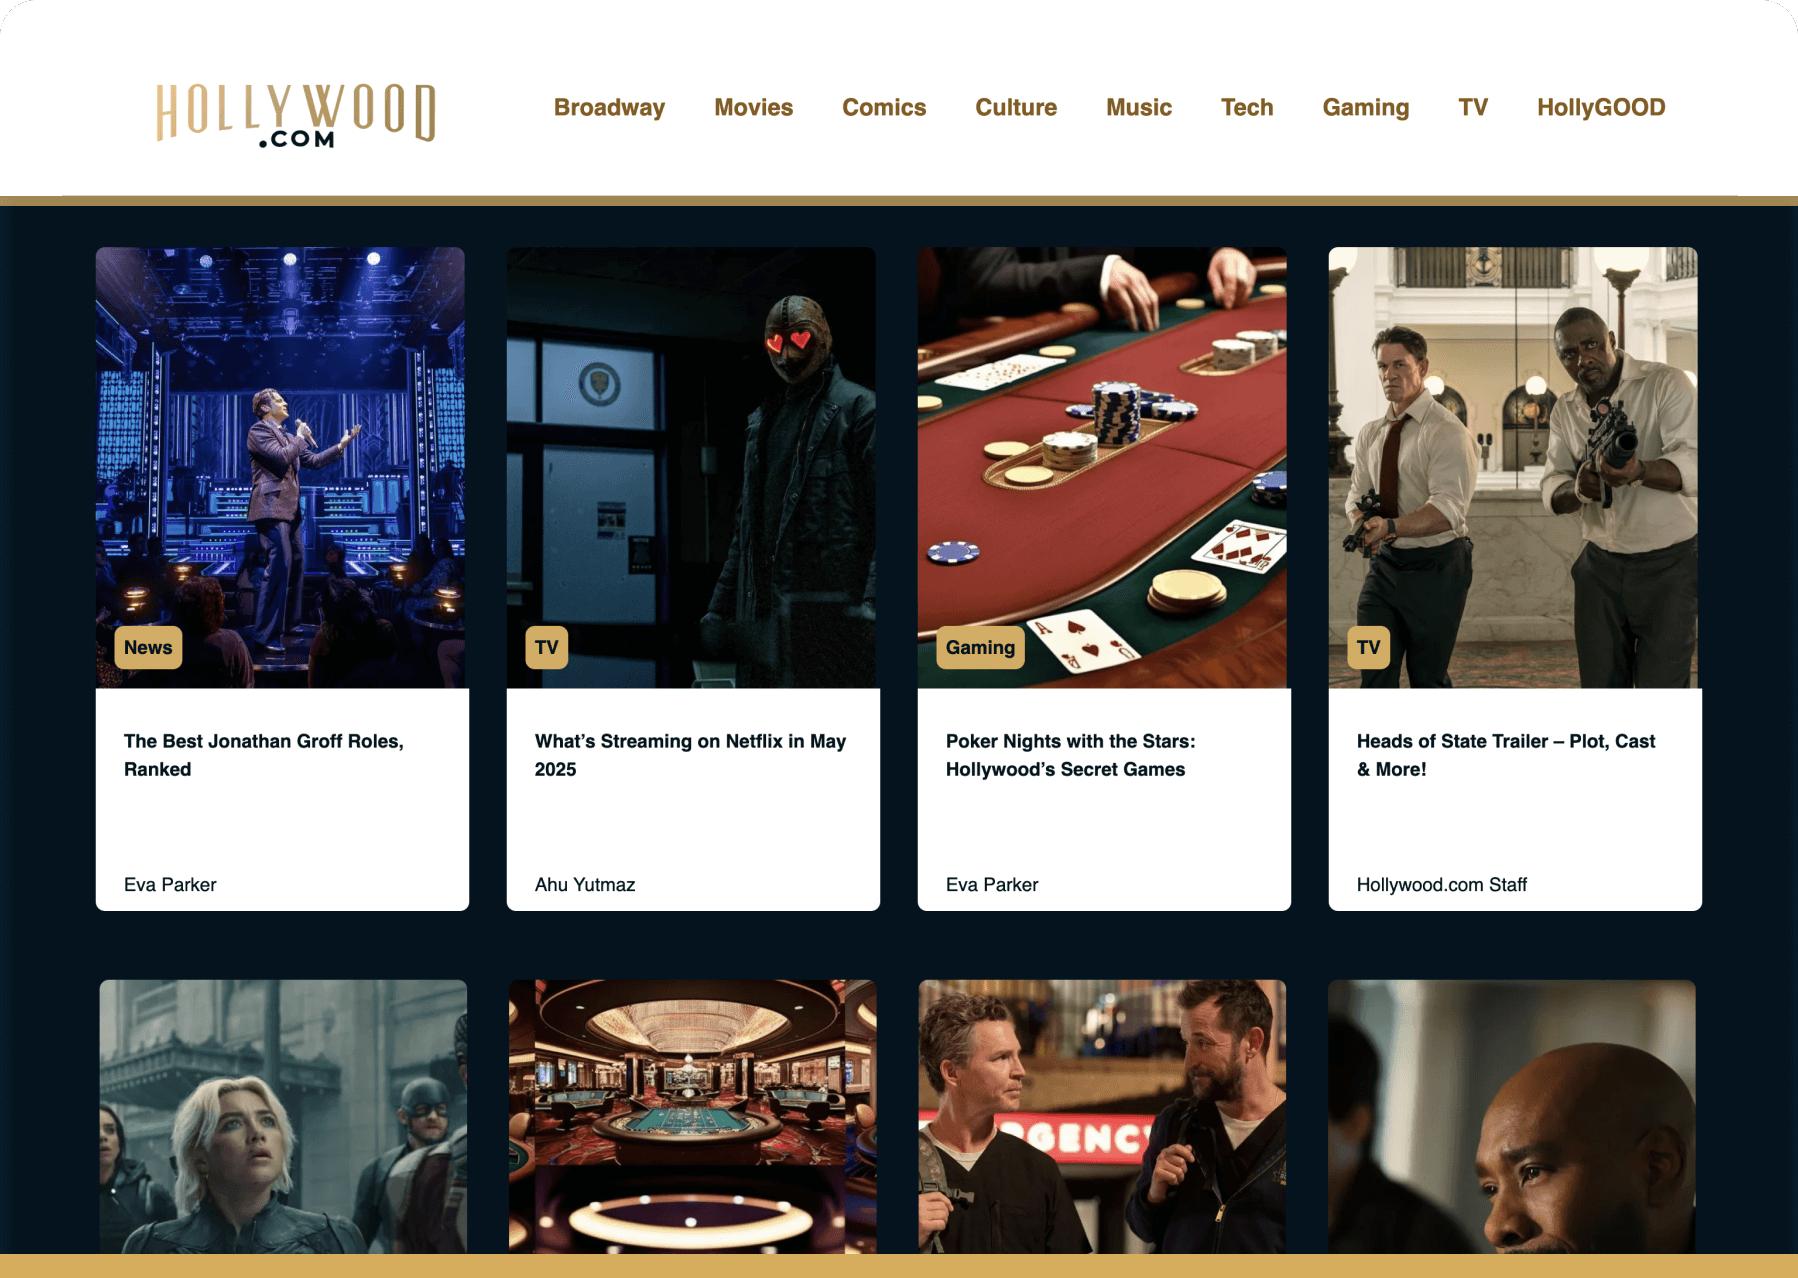 HOLLYWOOD
.COM
Broadway Movies Comics Culture Music Tech Gaming TV HollyGOOD
News
TV
Gaming
TV
The Best Jonathan Groff Roles,
Ranked
Eva Parker
What’s Streaming on Netflix in May
2025
Ahu Yutmaz
Poker Nights with the Stars:
Hollywood’s Secret Games
Eva Parker
Heads of State Trailer – Plot, Cast
& More!
Hollywood.com Staff
RGENCY